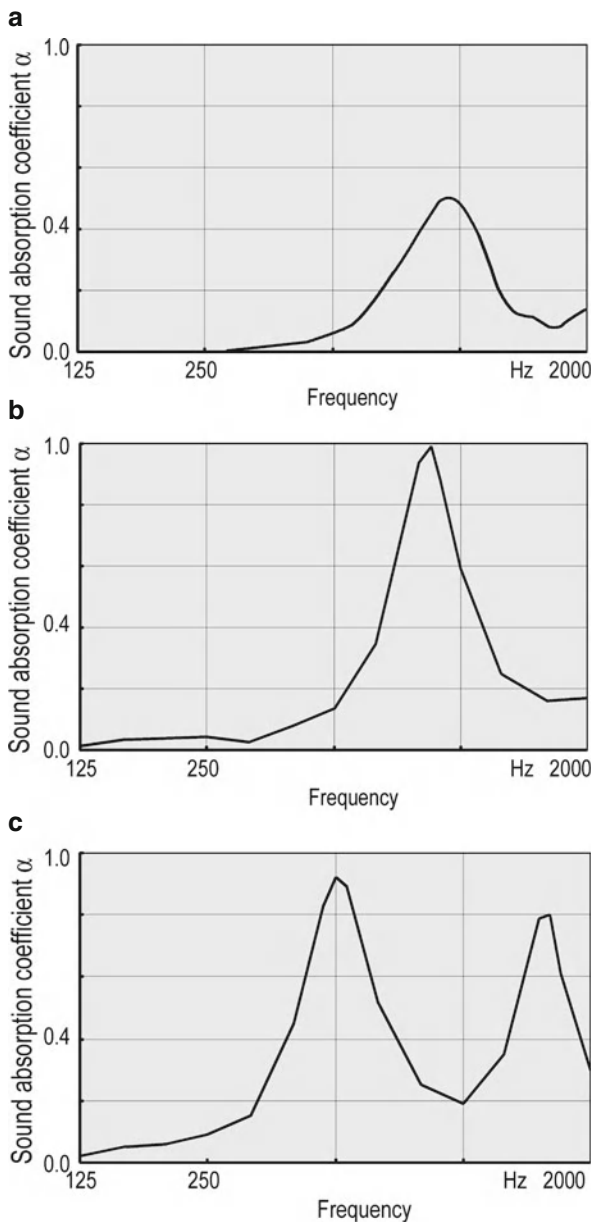 a
Sound absorption coefficient α
1.0
0.4
0.0
125 250 Hz 2000
Frequency
b
Sound absorption coefficient α
1.0
0.4
0.0
125 250 Hz 2000
Frequency
c
Sound absorption coefficient α
1.0
0.4
0.0
125 250 Hz 2000
Frequency